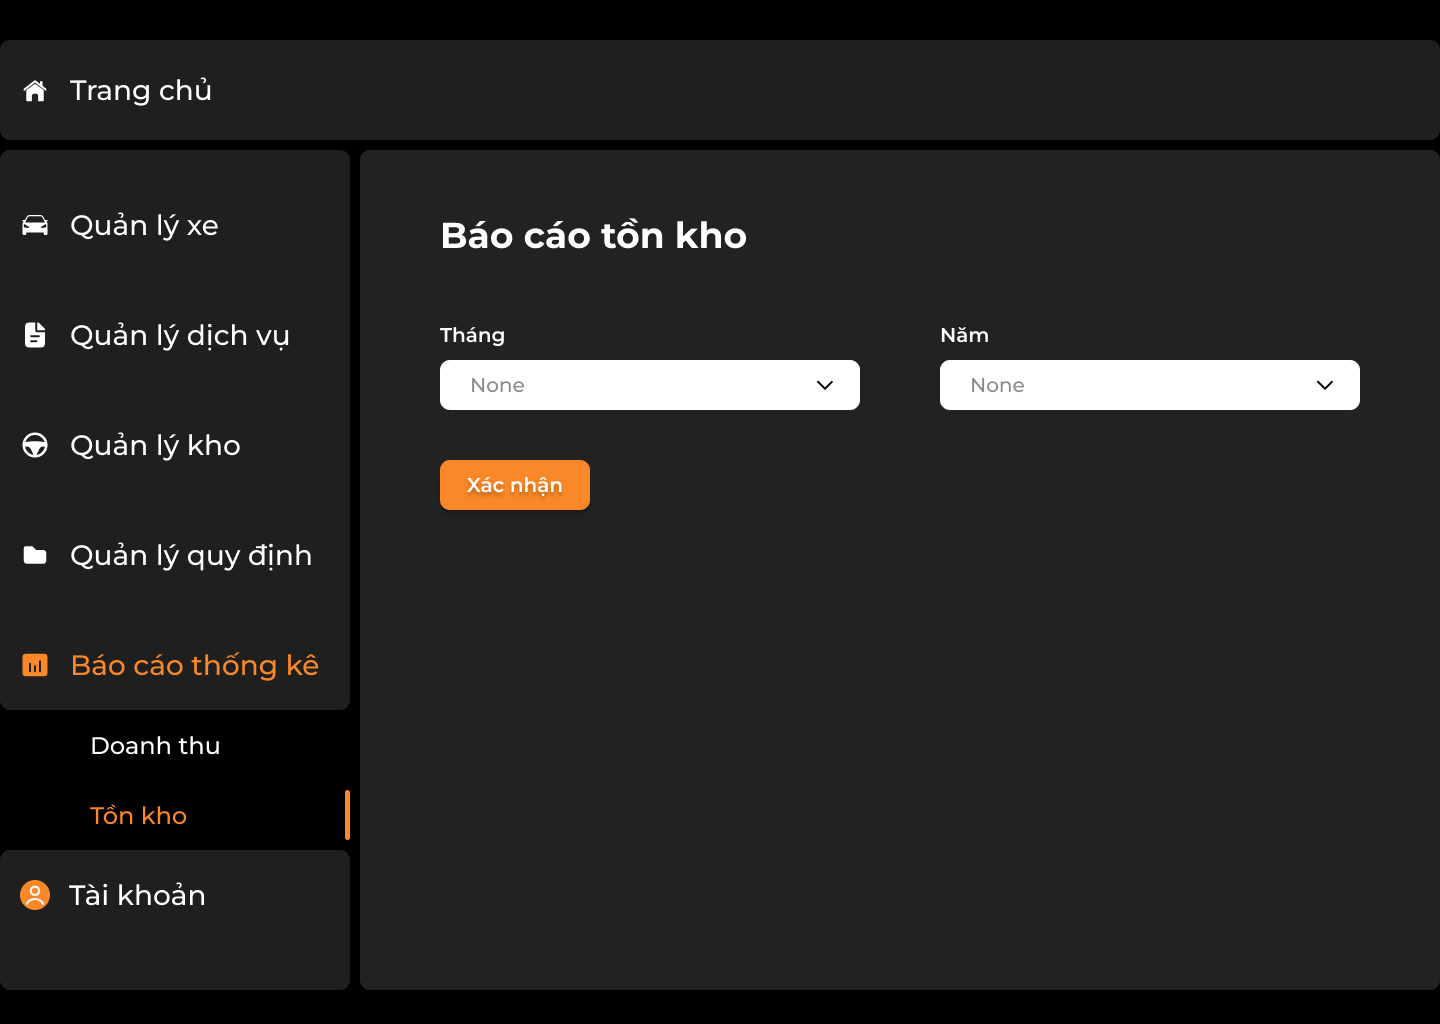 Trang chủ
Quản lý xe
Quản lý dịch vụ
Quản lý kho
Quản lý quy định
Báo cáo thống kê
Doanh thu
Tồn kho
Tài khoản
Báo cáo tồn kho
Tháng
None
Năm
None
Xác nhận